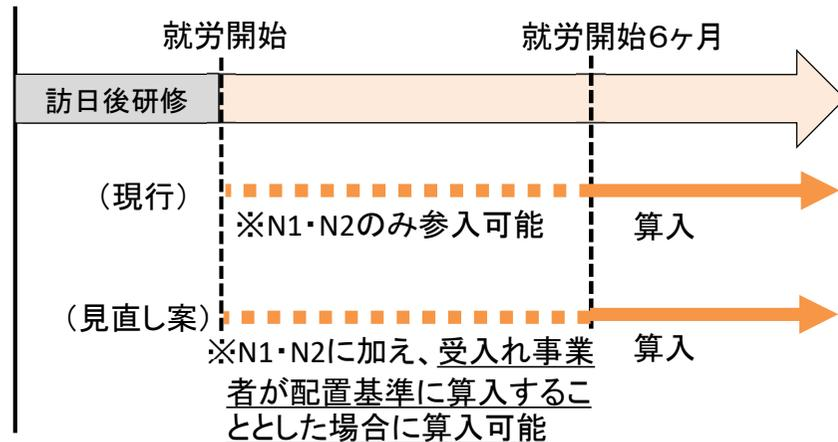 就労開始
就労開始6ヶ月
訪日後研修
（現行）
※N1・N2のみ参入可能
算入
（見直し案）
※N1・N2に加え、受入れ事業
者が配置基準に算入するこ
ととした場合に算入可能
算入